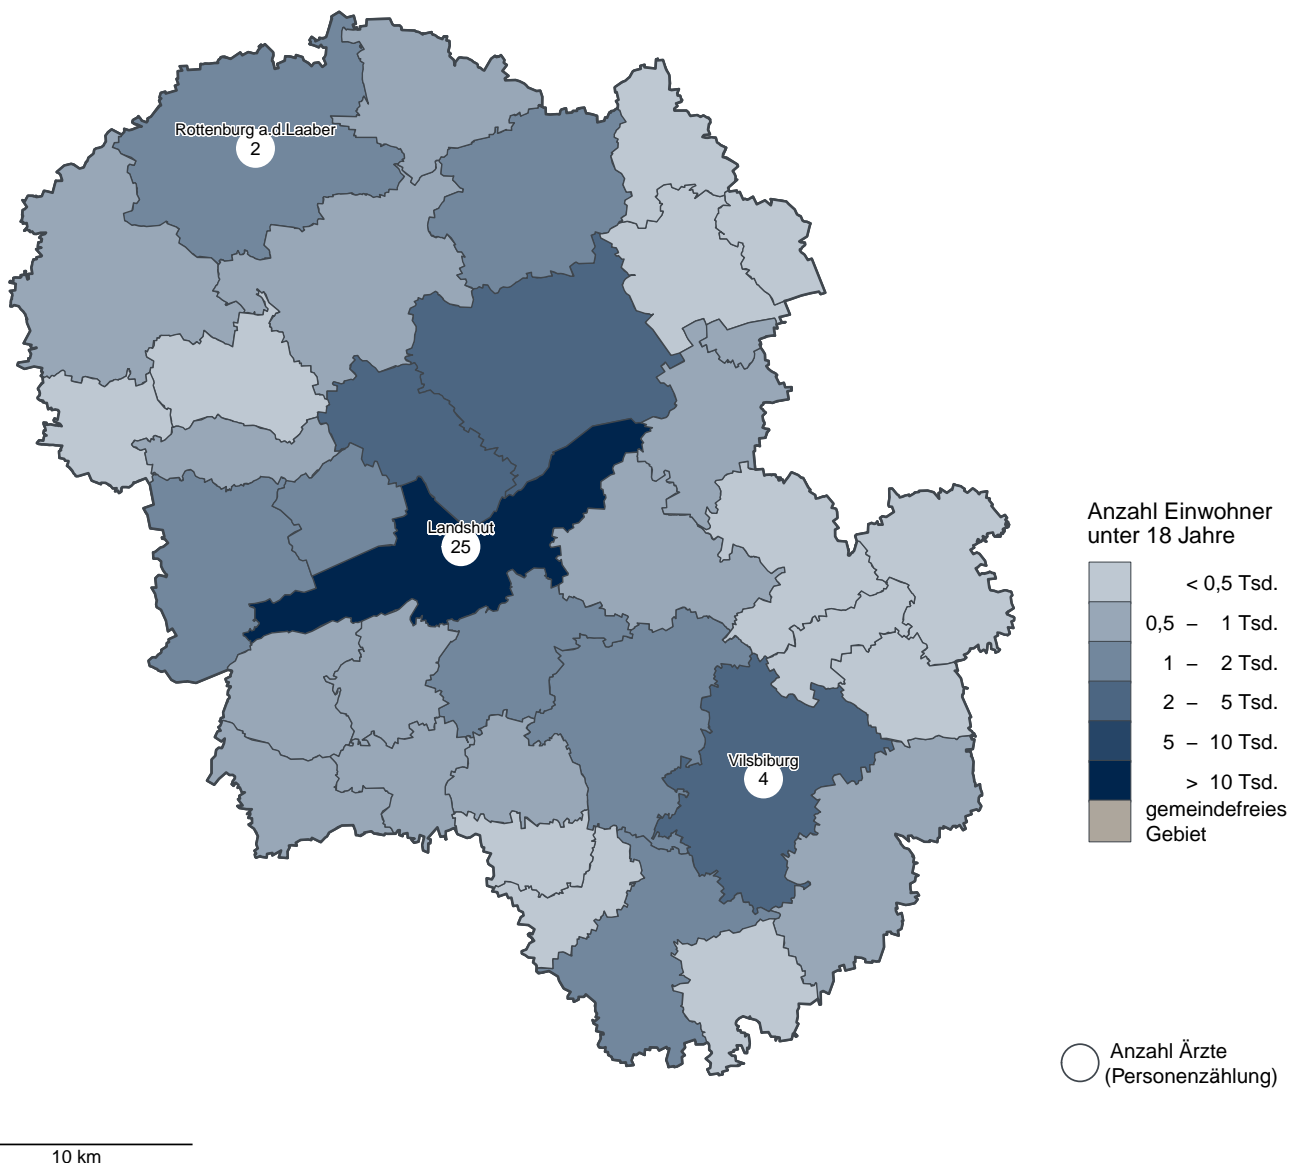 Rottenburg a.d.Laaber
2
Landshut
25
Vilsbiburg
4
Anzahl Einwohner
unter 18 Jahre
< 0,5 Tsd.
0,5 – 1 Tsd.
1 – 2 Tsd.
2 – 5 Tsd.
5 – 10 Tsd.
> 10 Tsd.
gemeindefreies
Gebiet
Anzahl Ärzte
(Personenzählung)
10 km